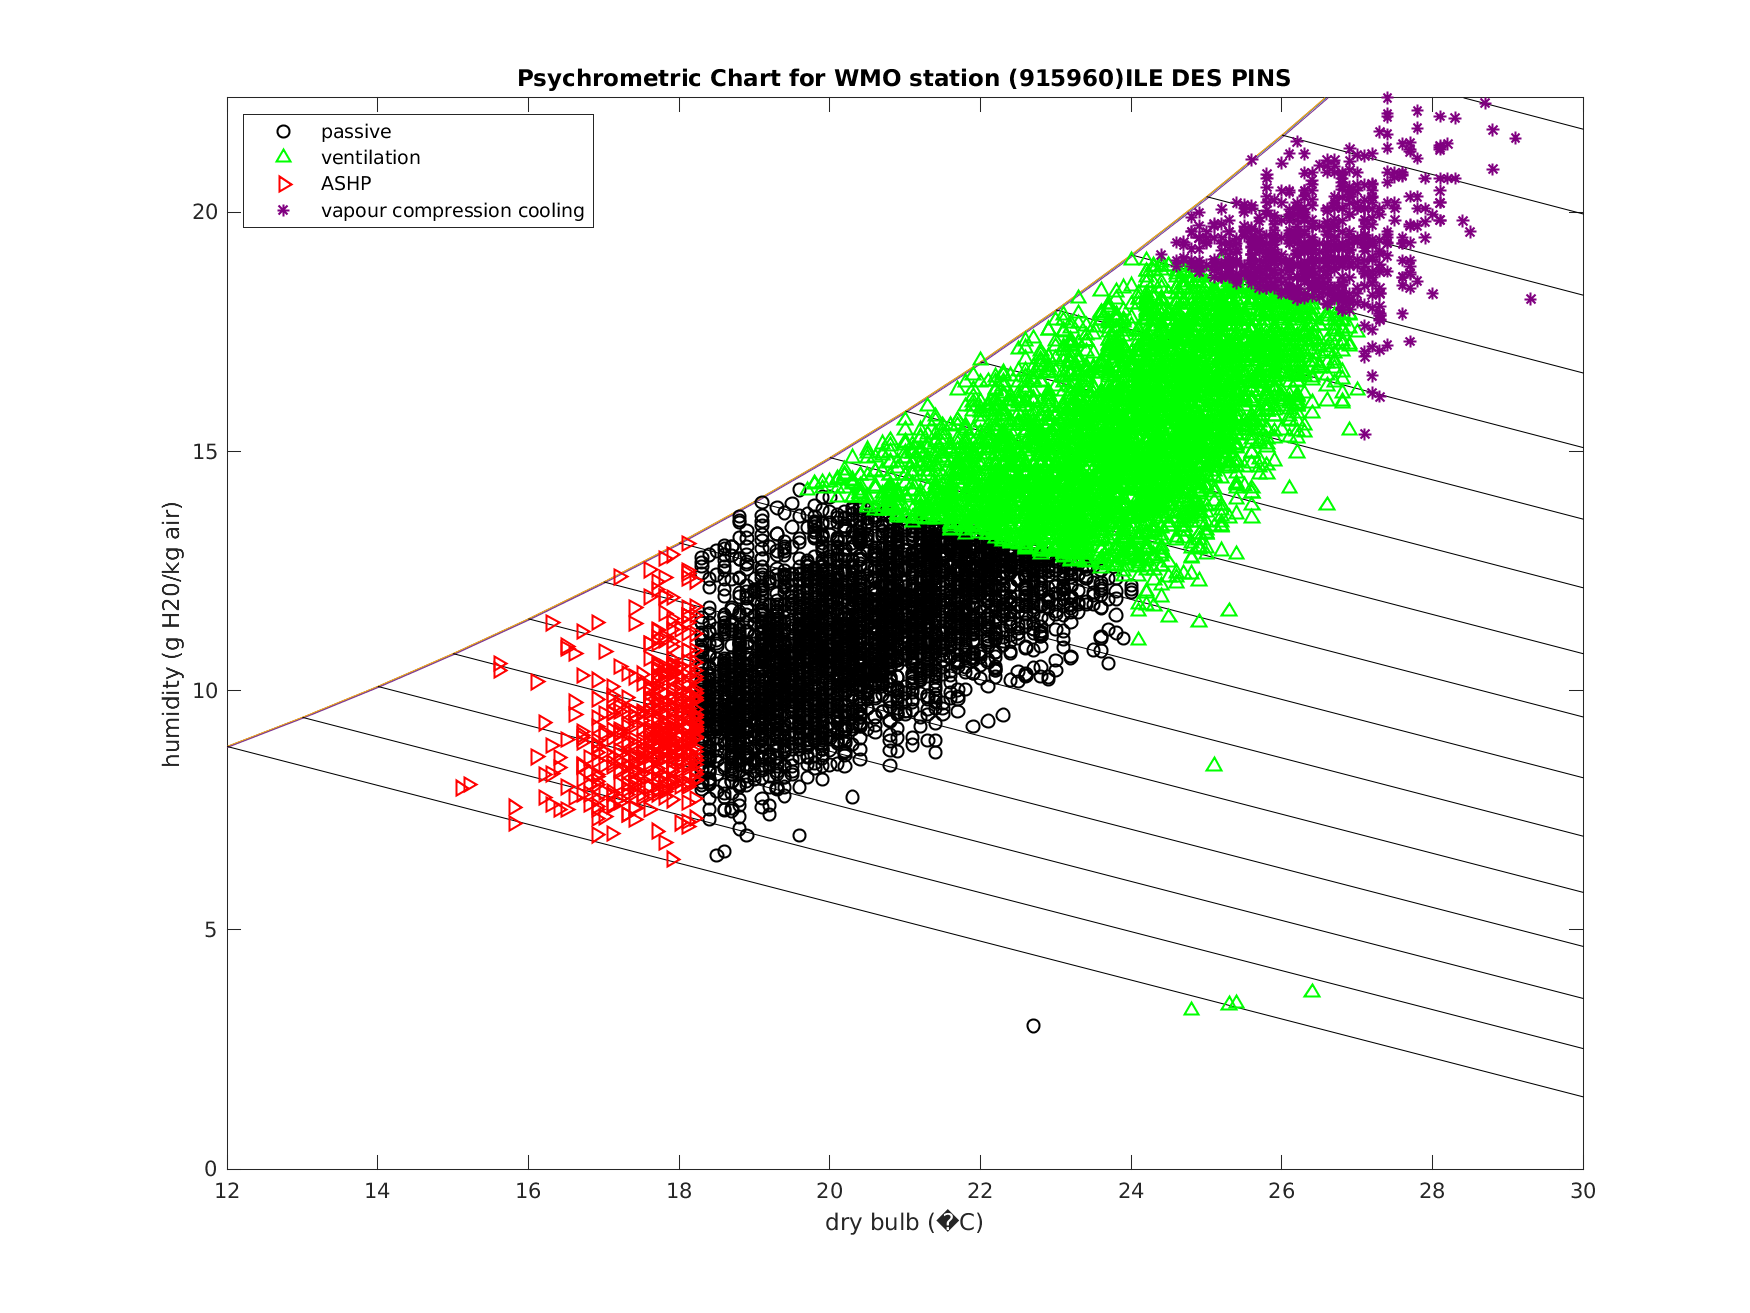 Psychrometric Chart for WMO station (915960)ILE DES PINS
passive
ventilation
ASHP
vapour compression cooling
20
15
10
5
0
humidity (g H20/kg air)
12 14 16 18 20 22 24 26 28 30
dry bulb (�C)